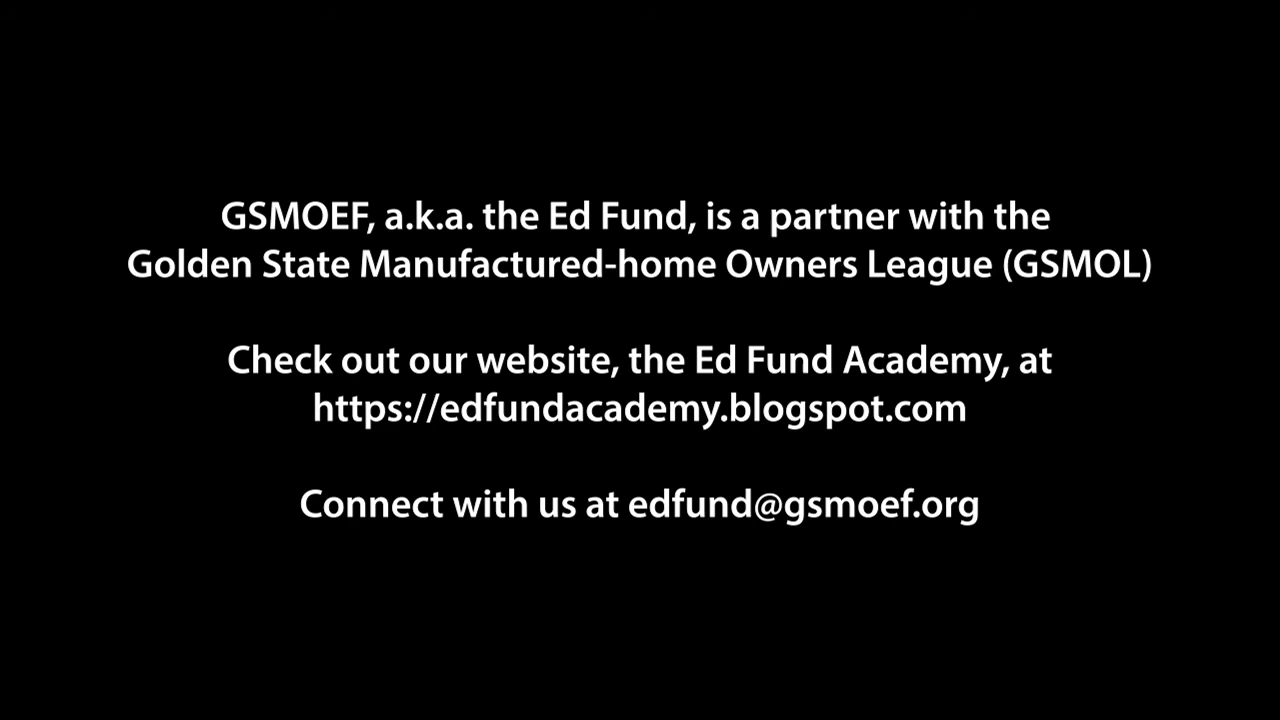 GSMOEF, a.k.a. the Ed Fund, is a partner with the
Golden State Manufactured-home Owners League (GSMOL)
Check out our website, the Ed Fund Academy, at
https://edfundacademy.blogspot.com
Connect with us at edfund@gsmoef.org